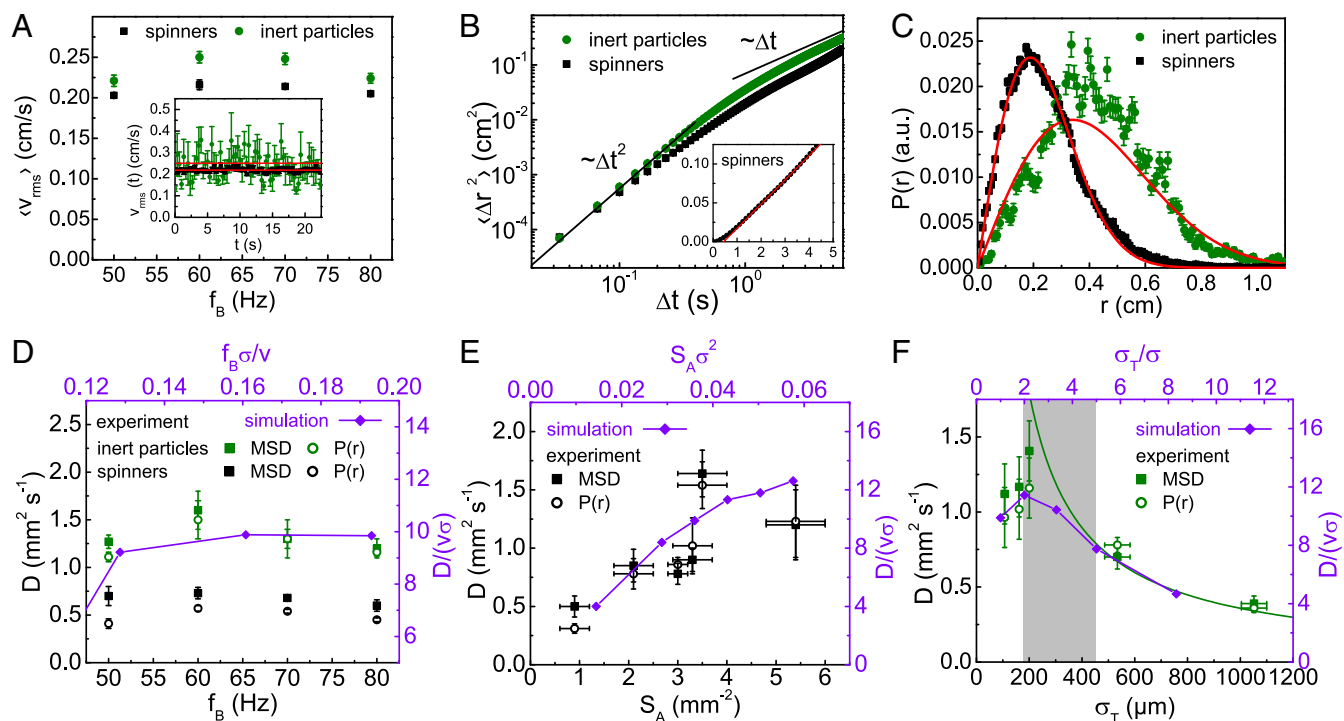 A
spinners inert particles
0.25
0.20
0.15
0.10
0.05
0.00
⟨v_rms⟩ (cm/s)
0.5
0.4
0.3
0.2
0.1
0.0
v_rms (t) (cm/s)
0 5 10 15 20
t (s)
50 55 60 65 70 75 80
f_B (Hz)
B
inert particles
spinners
~Δt
~Δt²
10⁻¹
10⁻²
10⁻³
10⁻⁴
⟨Δr²⟩ (cm²)
spinners
0.10
0.05
0.00
0 1 2 3 4 5
10⁻¹ 10⁰
Δt (s)
C
inert particles
spinners
0.025
0.020
0.015
0.010
0.005
0.000
P(r) (a.u.)
0.0 0.2 0.4 0.6 0.8 1.0
r (cm)
D
f_Bσ/v
0.126 0.14 0.16 0.18 0.20
experiment simulation
inert particles MSD P(r)
spinners MSD P(r)
2.5
2.0
1.5
1.0
0.5
0.0
D (mm² s⁻¹)
14
12
10
8
6
D/(vσ)
50 55 60 65 70 75 80
f_B (Hz)
E
S_Aσ²
0.00 0.02 0.04 0.06
simulation
experiment
MSD
P(r)
2.0
1.5
1.0
0.5
0.0
D (mm² s⁻¹)
16
12
8
4
0
D/(vσ)
0 1 2 3 4 5 6
S_A (mm⁻²)
F
σ_T/σ
0 2 4 6 8 10 12
simulation
experiment
MSD
P(r)
1.5
1.0
0.5
0.0
D (mm² s⁻¹)
16
12
8
4
0
D/(vσ)
0 200 400 600 800 1000
σ_T (μm)